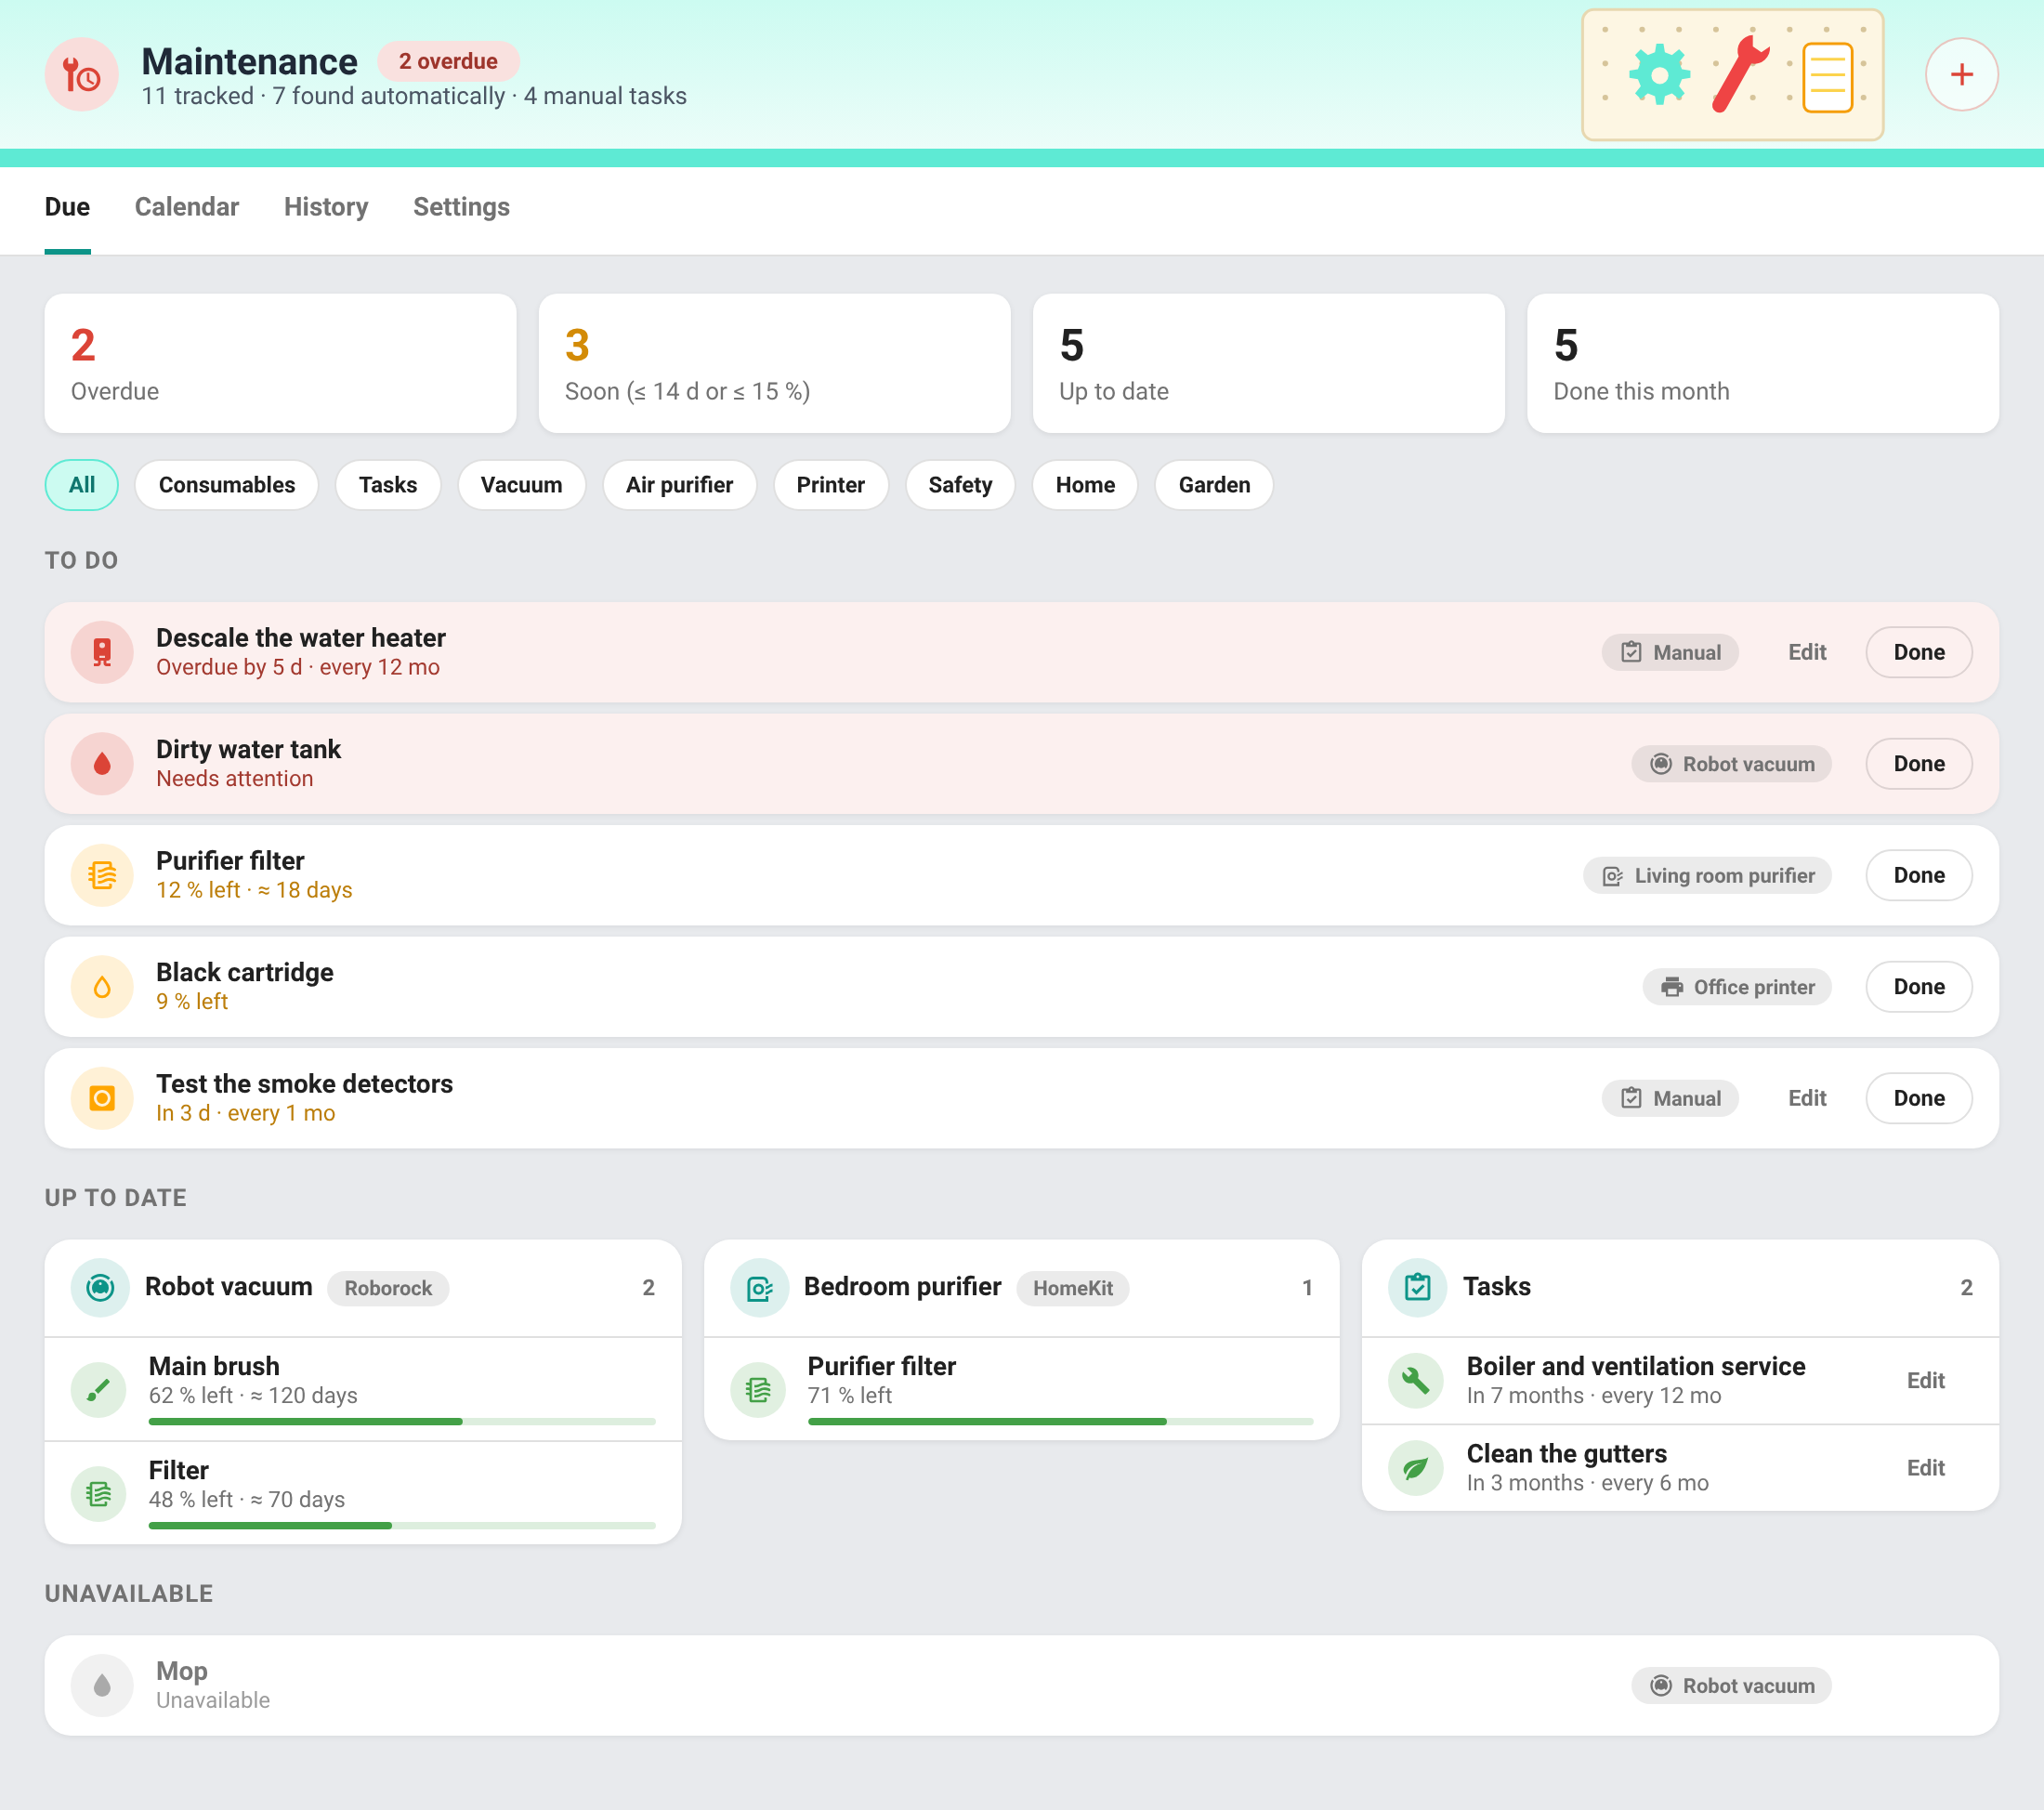 Maintenance
2 overdue
11 tracked · 7 found automatically · 4 manual tasks
Due
Calendar
History
Settings
2
Overdue
3
Soon (≤ 14 d or ≤ 15 %)
5
Up to date
5
Done this month
All
Consumables
Tasks
Vacuum
Air purifier
Printer
Safety
Home
Garden
TO DO
Descale the water heater
Overdue by 5 d · every 12 mo
Manual
Edit
Done
Dirty water tank
Needs attention
Robot vacuum
Done
Purifier filter
12 % left · ≈ 18 days
Living room purifier
Done
Black cartridge
9 % left
Office printer
Done
Test the smoke detectors
In 3 d · every 1 mo
Manual
Edit
Done
UP TO DATE
Robot vacuum
Roborock
2
Main brush
62 % left · ≈ 120 days
Filter
48 % left · ≈ 70 days
Bedroom purifier
HomeKit
1
Purifier filter
71 % left
Tasks
2
Boiler and ventilation service
In 7 months · every 12 mo
Edit
Clean the gutters
In 3 months · every 6 mo
Edit
UNAVAILABLE
Mop
Unavailable
Robot vacuum